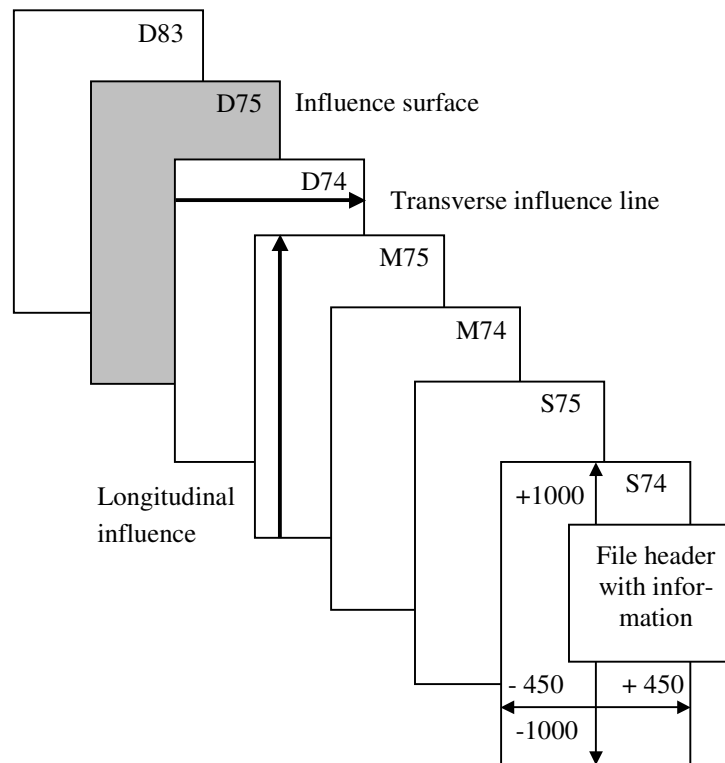 D83
D75
Influence surface
D74
Transverse influence line
M75
M74
S75
Longitudinal
influence
S74
+1000
File header
with infor-
mation
- 450
+ 450
-1000